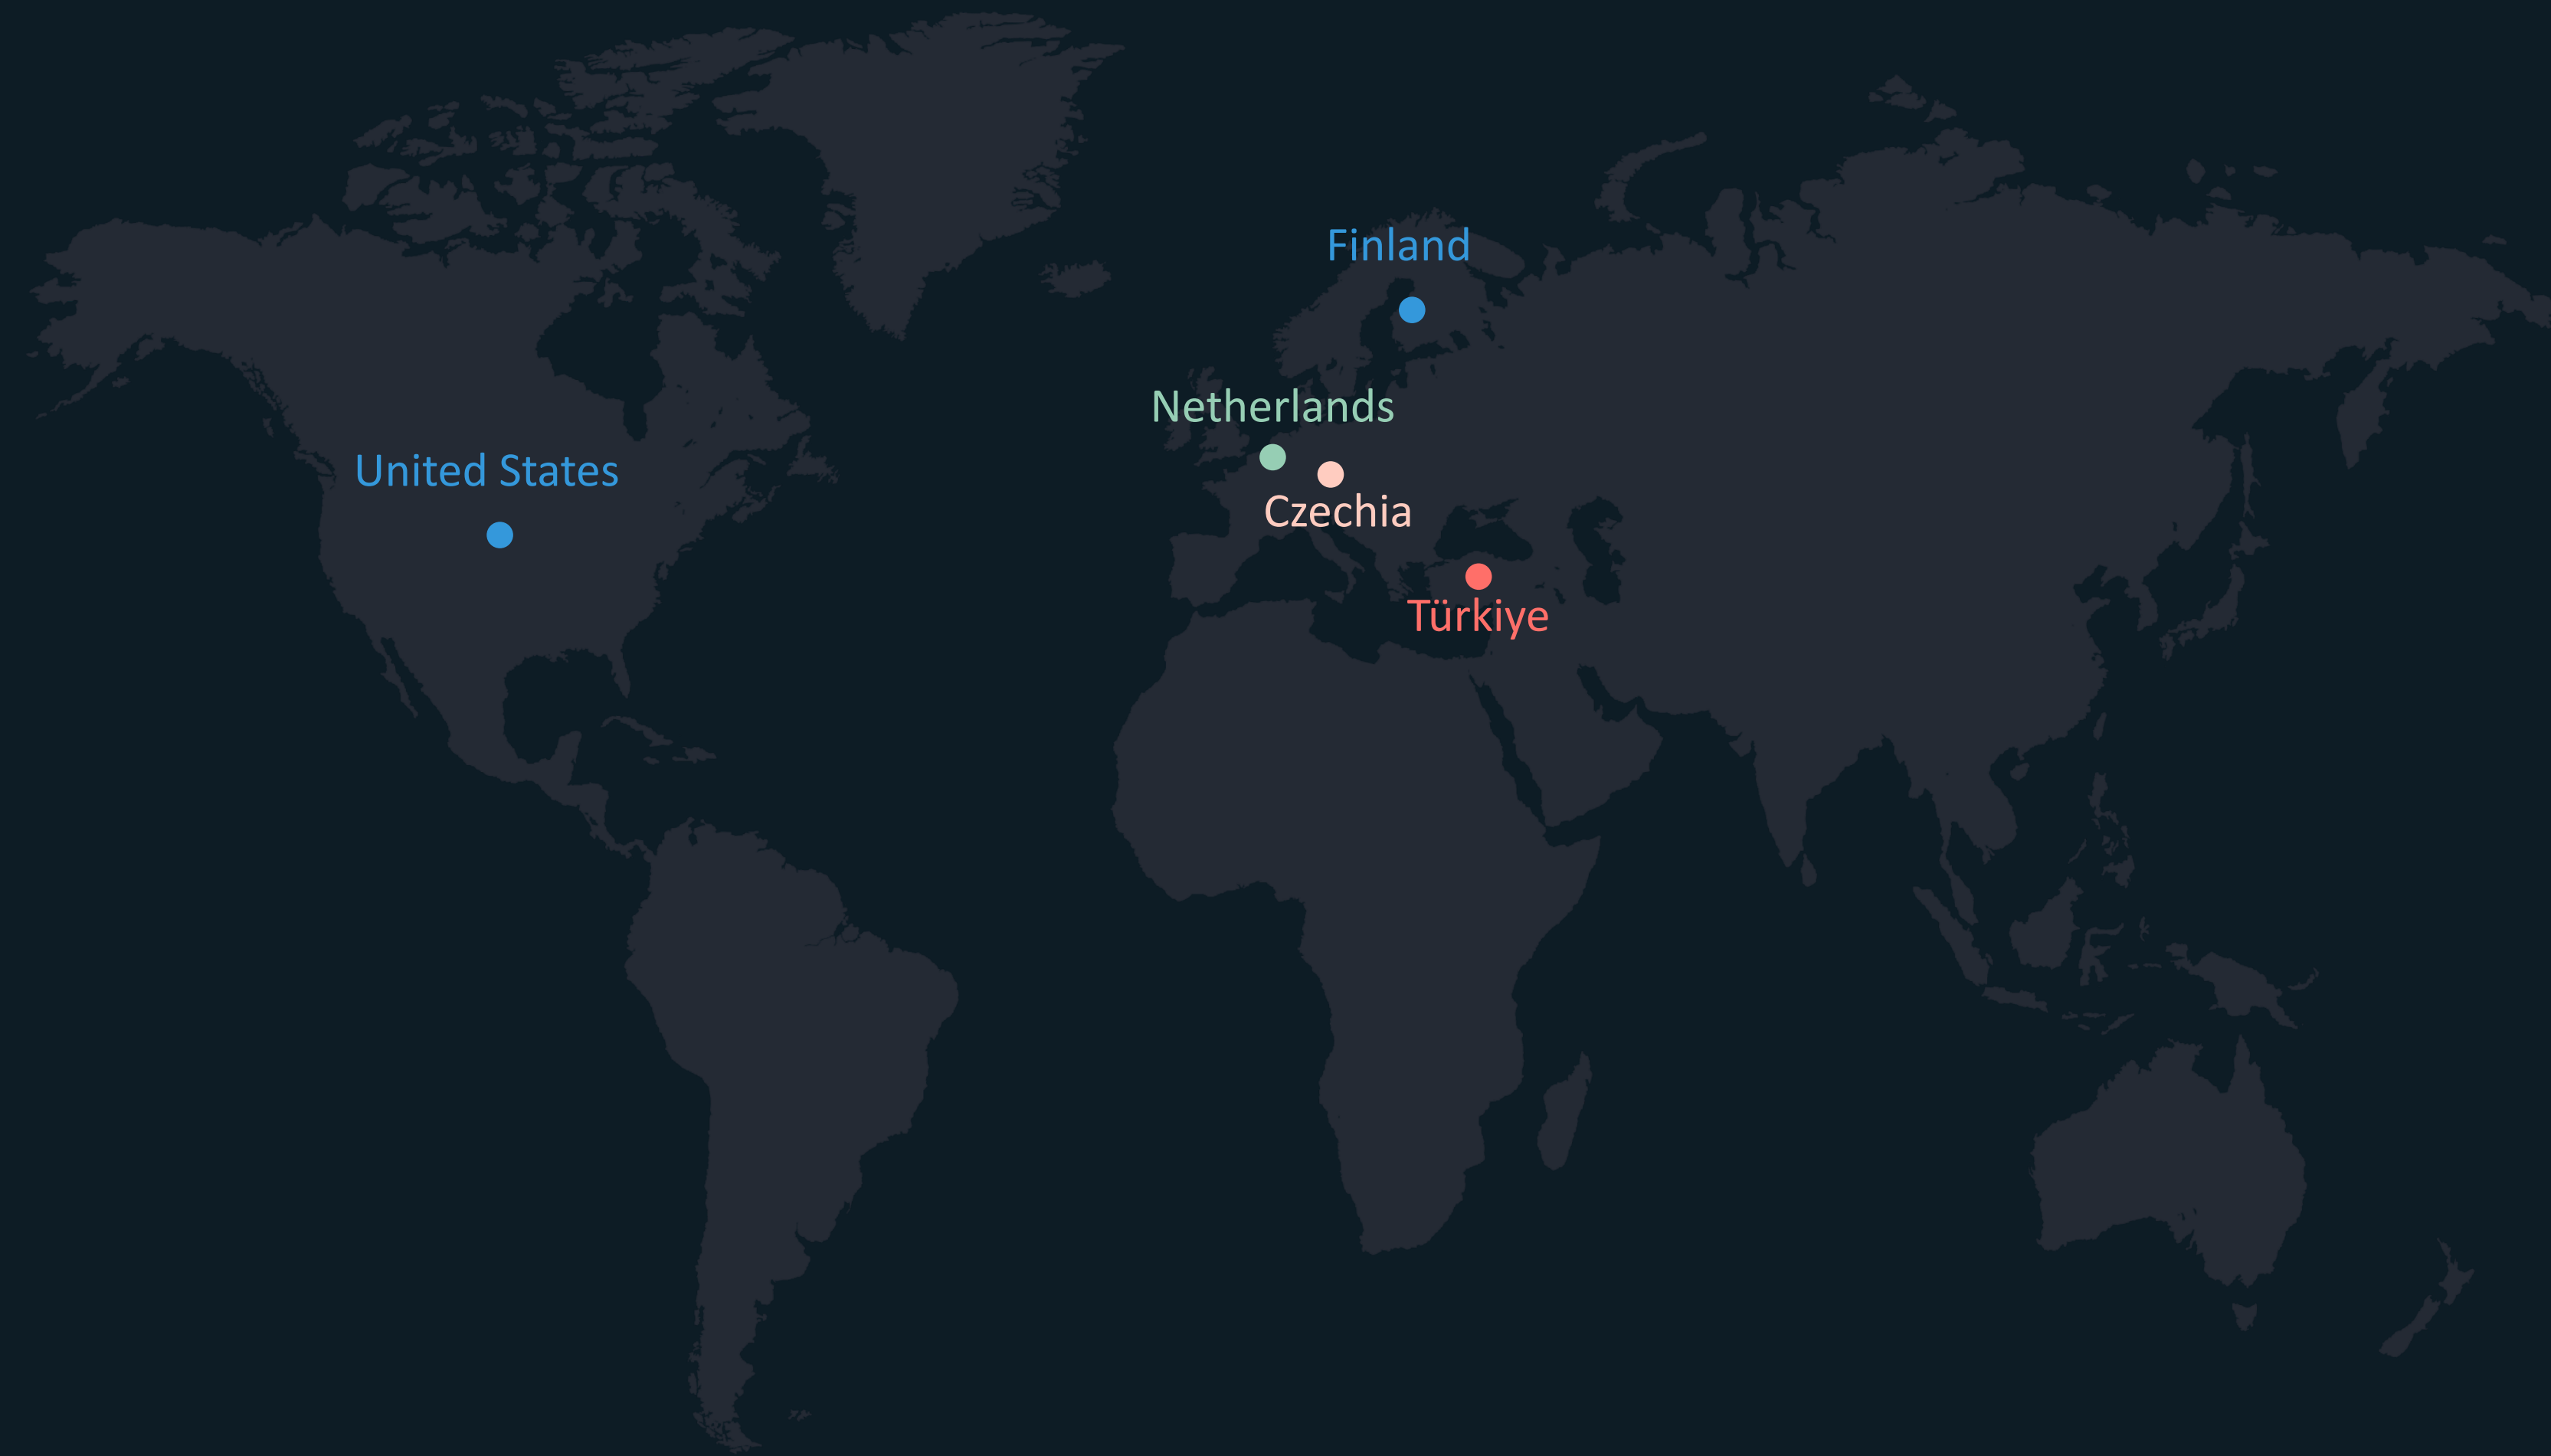 Finland
Netherlands
United States
Czechia
Türkiye